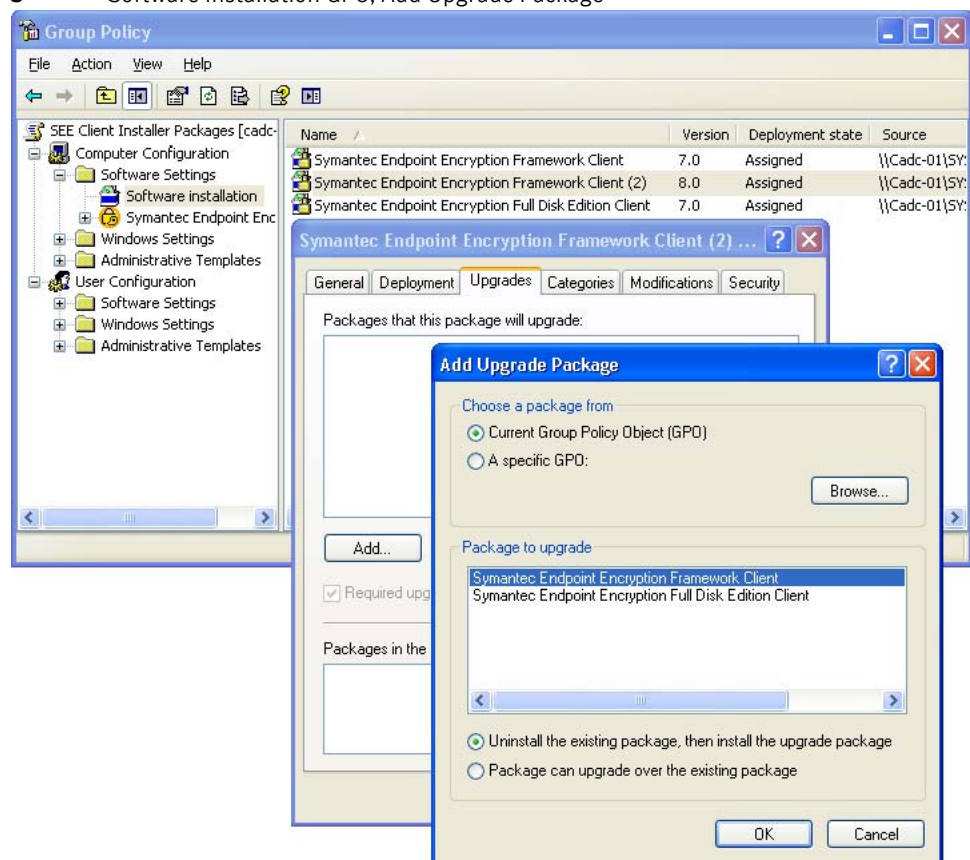 Software Installation GPO, Add Upgrade Package
Group Policy
File Action View Help
SEE Client Installer Packages [cadc-
Computer Configuration
Software Settings
Software installation
Symantec Endpoint Enc
Windows Settings
Administrative Templates
User Configuration
Software Settings
Windows Settings
Administrative Templates
Name Version Deployment state Source
Symantec Endpoint Encryption Framework Client 7.0 Assigned \\Cadc-01\SY:
Symantec Endpoint Encryption Framework Client (2) 8.0 Assigned \\Cadc-01\SY:
Symantec Endpoint Encryption Full Disk Edition Client 7.0 Assigned \\Cadc-01\SY:
Symantec Endpoint Encryption Framework Client (2) ...
General Deployment Upgrades Categories Modifications Security
Packages that this package will upgrade:
Add...
Required upg
Packages in the
Add Upgrade Package
Choose a package from
Current Group Policy Object (GPO)
A specific GPO:
Browse...
Package to upgrade
Symantec Endpoint Encryption Framework Client
Symantec Endpoint Encryption Full Disk Edition Client
Uninstall the existing package, then install the upgrade package
Package can upgrade over the existing package
OK Cancel